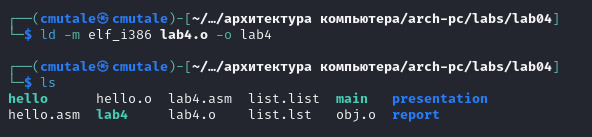 ┌──(cmutale㉿cmutale)-[~/…/архитектура компьютера/arch-pc/labs/lab04]
└─$ ld -m elf_i386 lab4.o -o lab4
┌──(cmutale㉿cmutale)-[~/…/архитектура компьютера/arch-pc/labs/lab04]
└─$ ls
hello hello.o lab4.asm list.list main presentation
hello.asm lab4 lab4.o list.lst obj.o report